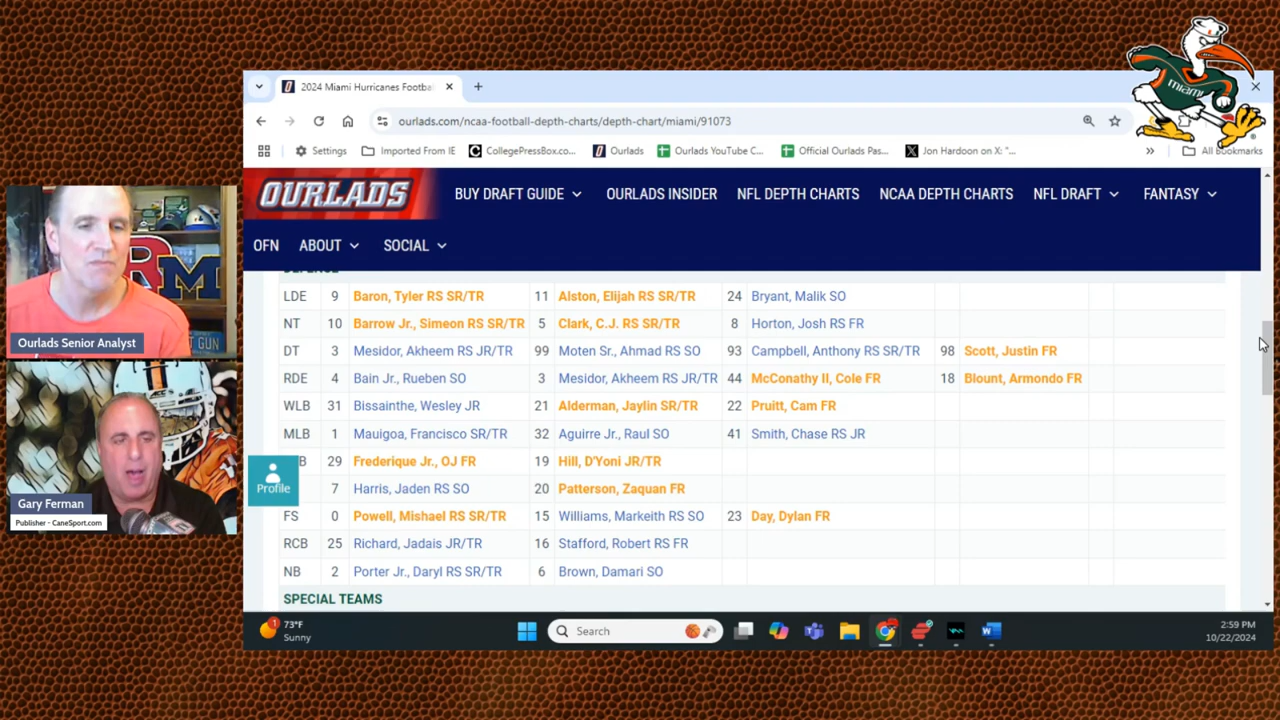 2024 Miami Hurricanes Footba
ourlads.com/ncaa-football-depth-charts/depth-chart/miami/91073
Settings Imported From IE CollegePressBox.co... Ourlads Ourlads YouTube C... Official Ourlads Pas... Jon Hardoon on X: "... » All Bookmarks
OURLADS BUY DRAFT GUIDE OURLADS INSIDER NFL DEPTH CHARTS NCAA DEPTH CHARTS NFL DRAFT FANTASY
OFN ABOUT SOCIAL
DEFENSE
LDE 9 Baron, Tyler RS SR/TR 11 Alston, Elijah RS SR/TR 24 Bryant, Malik SO
NT 10 Barrow Jr., Simeon RS SR/TR 5 Clark, C.J. RS SR/TR 8 Horton, Josh RS FR
DT 3 Mesidor, Akheem RS JR/TR 99 Moten Sr., Ahmad RS SO 93 Campbell, Anthony RS SR/TR 98 Scott, Justin FR
RDE 4 Bain Jr., Rueben SO 3 Mesidor, Akheem RS JR/TR 44 McConathy II, Cole FR 18 Blount, Armondo FR
WLB 31 Bissainthe, Wesley JR 21 Alderman, Jaylin SR/TR 22 Pruitt, Cam FR
MLB 1 Mauigoa, Francisco SR/TR 32 Aguirre Jr., Raul SO 41 Smith, Chase RS JR
B 29 Frederique Jr., OJ FR 19 Hill, D'Yoni JR/TR
7 Harris, Jaden RS SO 20 Patterson, Zaquan FR
FS 0 Powell, Mishael RS SR/TR 15 Williams, Markeith RS SO 23 Day, Dylan FR
RCB 25 Richard, Jadais JR/TR 16 Stafford, Robert RS FR
NB 2 Porter Jr., Daryl RS SR/TR 6 Brown, Damari SO
SPECIAL TEAMS
Profile
1 73°F
Sunny
Search
2:59 PM
10/22/2024
Ourlads Senior Analyst
Gary Ferman
Publisher - CaneSport.com
R
M
GUN
MIAMI